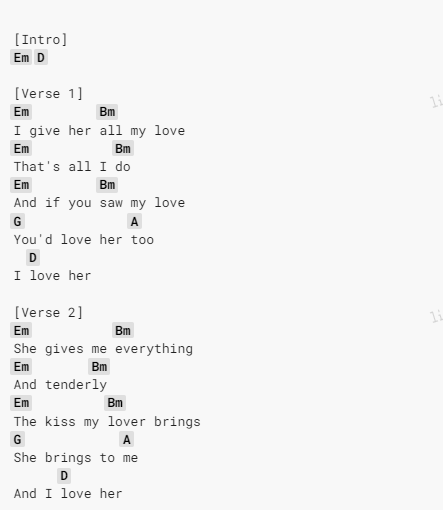 [Intro]
Em D
[Verse 1]
Em Bm
I give her all my love
Em Bm
That's all I do
Em Bm
And if you saw my love
G A
You'd love her too
D
I love her
[Verse 2]
Em Bm
She gives me everything
Em Bm
And tenderly
Em Bm
The kiss my lover brings
G A
She brings to me
D
And I love her